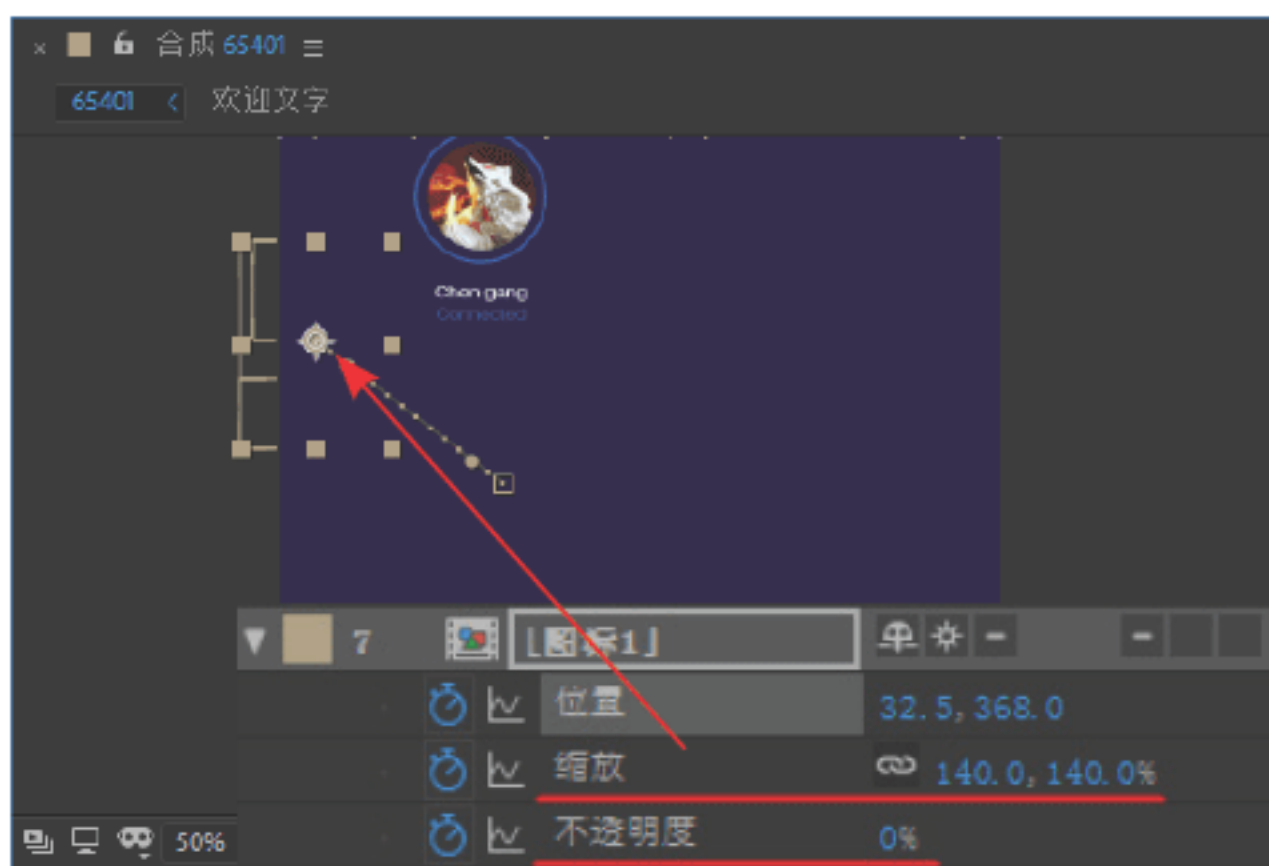 × 合成 65401 ≡
65401 < 欢迎文字
Chen gang
Connected
7 [图标1]
位置 32.5, 368.0
缩放 140.0, 140.0%
不透明度 0%
50%